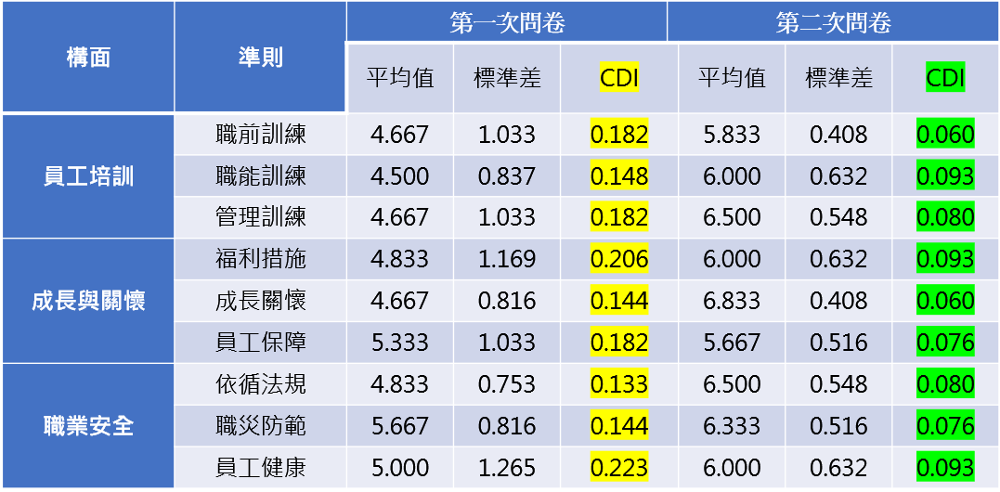 構面 準則 第一次問卷 第二次問卷
平均值 標準差 CDI 平均值 標準差 CDI
員工培訓 職前訓練 4.667 1.033 0.182 5.833 0.408 0.060
職能訓練 4.500 0.837 0.148 6.000 0.632 0.093
管理訓練 4.667 1.033 0.182 6.500 0.548 0.080
成長與關懷 福利措施 4.833 1.169 0.206 6.000 0.632 0.093
成長關懷 4.667 0.816 0.144 6.833 0.408 0.060
員工保障 5.333 1.033 0.182 5.667 0.516 0.076
職業安全 依循法規 4.833 0.753 0.133 6.500 0.548 0.080
職災防範 5.667 0.816 0.144 6.333 0.516 0.076
員工健康 5.000 1.265 0.223 6.000 0.632 0.093